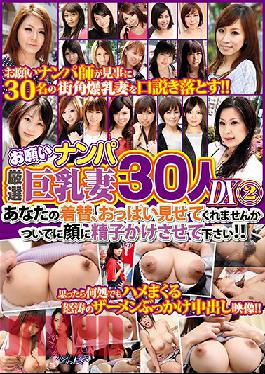 お願いナンパ師が見事に
30名の街角爆乳妻を口説き落とす!!
お願いナンパ
厳選巨乳妻30人DX②
あなたの着替、「おっぱい見せてくれませんか
ついでに顔に精子かけさせて下さい!!」
思ったら何処でもハメまくる
怒涛のザーメンぶっかけ中出し映像!!